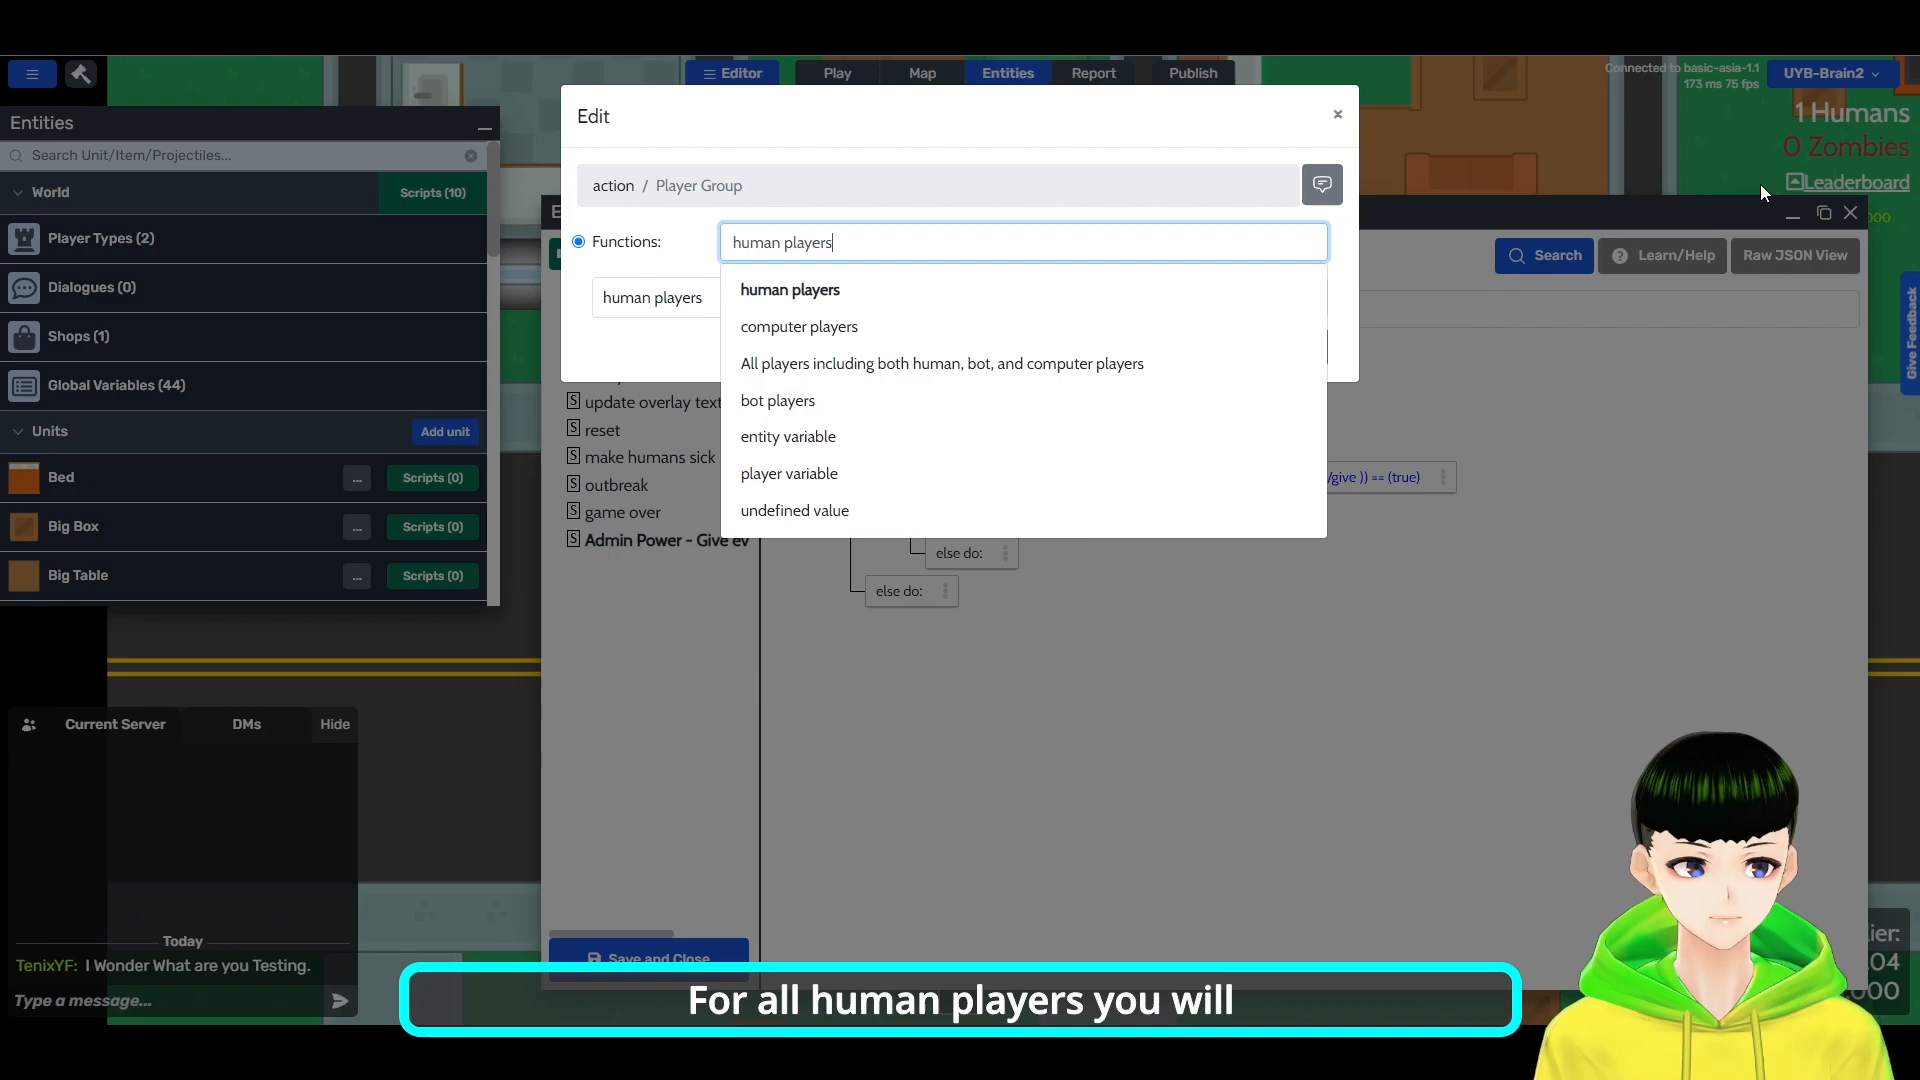 Editor
Play
Map
Entities
Report
Publish
Connected to basic-asia-1.1
173 ms 75 fps
UYB-Brain2
1 Humans
0 Zombies
Leaderboard
Entities
Search Unit/Item/Projectiles...
World
Scripts (10)
Player Types (2)
Dialogues (0)
Shops (1)
Global Variables (44)
Units
Add unit
Bed
...
Scripts (0)
Big Box
...
Scripts (0)
Big Table
...
Scripts (0)
Edit
×
action / Player Group
Functions:
human players
human players
human players
computer players
All players including both human, bot, and computer players
bot players
entity variable
player variable
undefined value
Search
Learn/Help
Raw JSON View
Give Feedback
S update overlay text
S reset
S make humans sick
S outbreak
S game over
S Admin Power - Give ev
/give )) == (true)
else do:
else do:
Save and Close
Current Server
DMs
Hide
Today
TenixYF: I Wonder What are you Testing.
Type a message...
For all human players you will